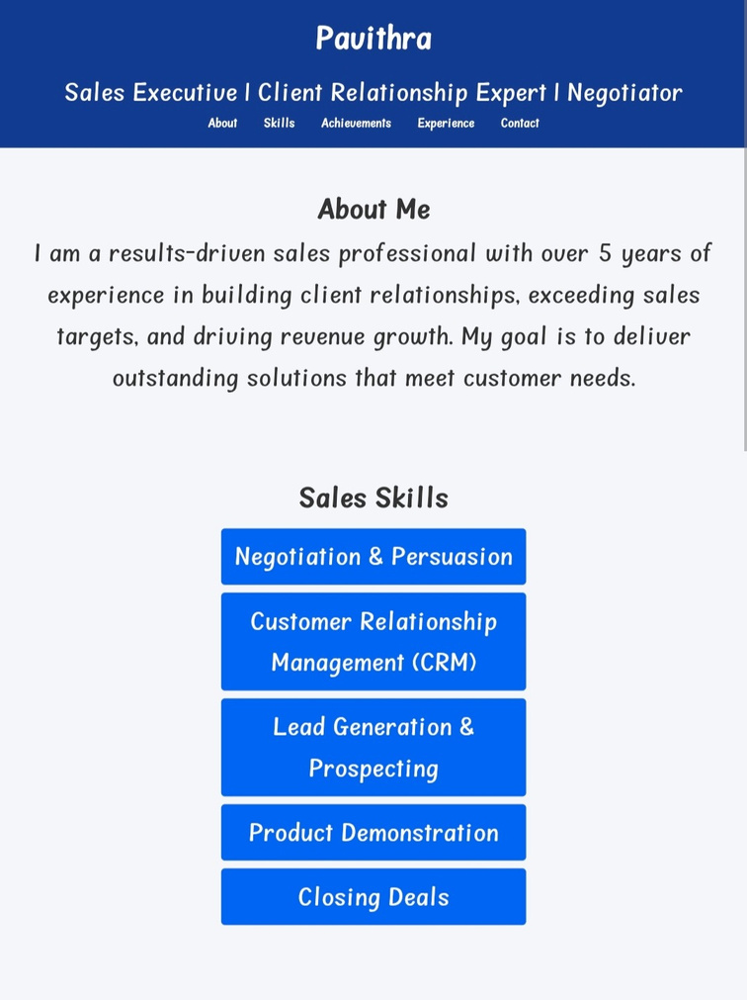 Pavithra
Sales Executive | Client Relationship Expert | Negotiator
About Skills Achievements Experience Contact
About Me
I am a results-driven sales professional with over 5 years of
experience in building client relationships, exceeding sales
targets, and driving revenue growth. My goal is to deliver
outstanding solutions that meet customer needs.
Sales Skills
Negotiation & Persuasion
Customer Relationship
Management (CRM)
Lead Generation &
Prospecting
Product Demonstration
Closing Deals